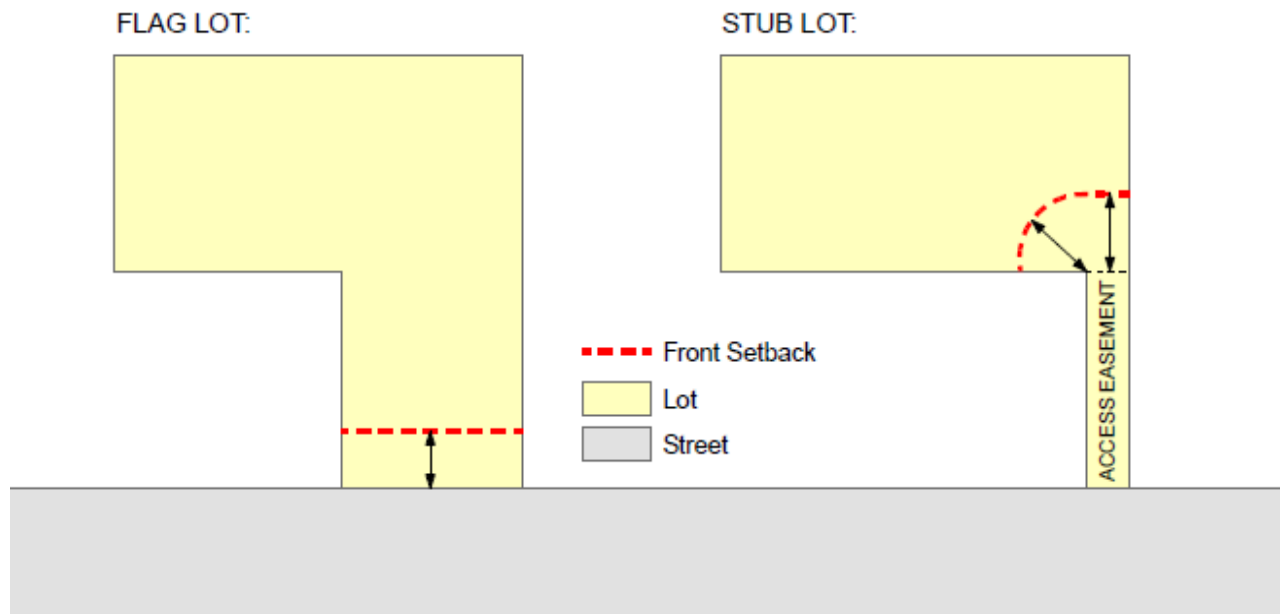 FLAG LOT:
STUB LOT:
Front Setback
Lot
Street
ACCESS EASEMENT